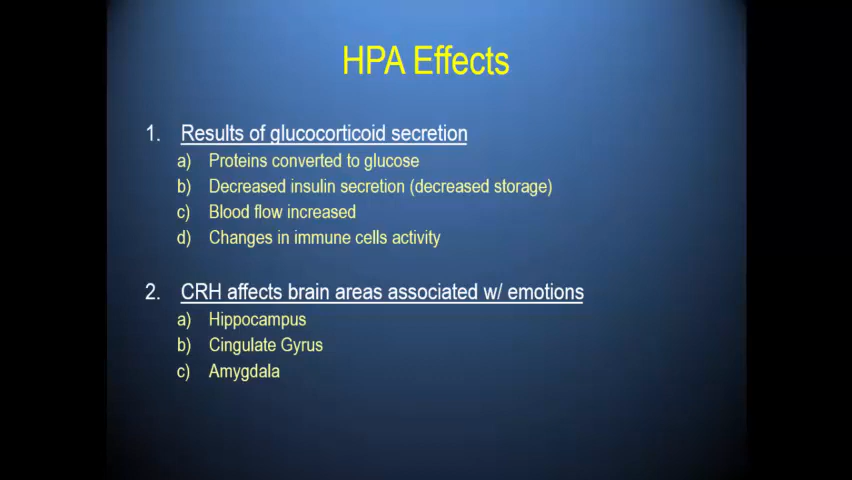 HPA Effects
1. Results of glucocorticoid secretion
a) Proteins converted to glucose
b) Decreased insulin secretion (decreased storage)
c) Blood flow increased
d) Changes in immune cells activity
2. CRH affects brain areas associated w/ emotions
a) Hippocampus
b) Cingulate Gyrus
c) Amygdala